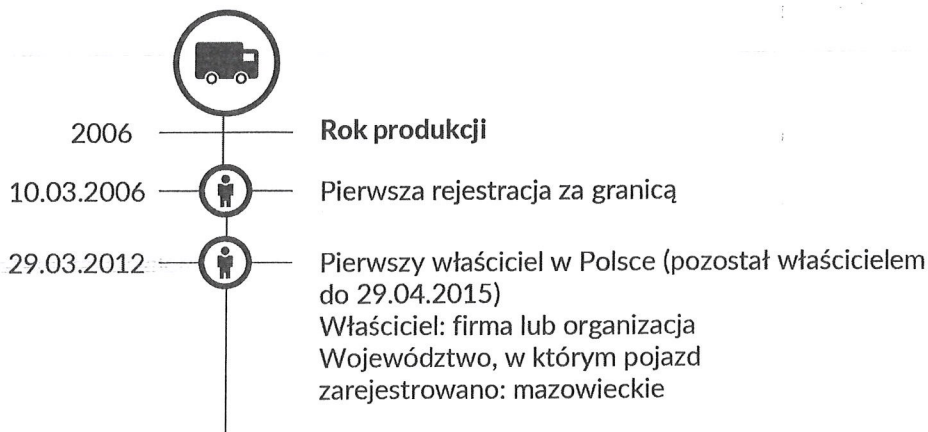 2006 Rok produkcji
10.03.2006 Pierwsza rejestracja za granicą
29.03.2012 Pierwszy właściciel w Polsce (pozostał właścicielem
do 29.04.2015)
Właściciel: firma lub organizacja
Województwo, w którym pojazd
zarejestrowano: mazowieckie